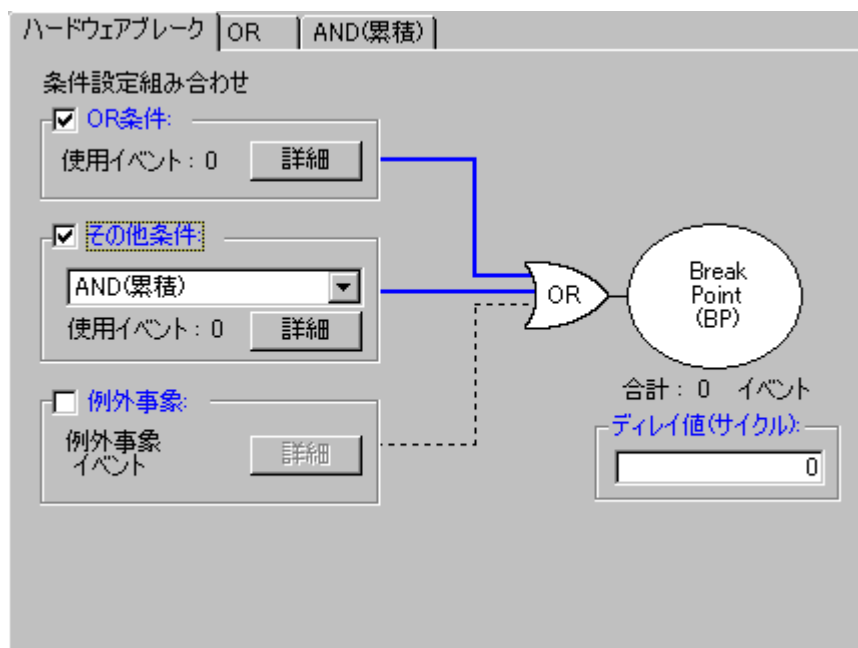 ハードウェアブレーク OR AND(累積)
条件設定組み合わせ
OR条件:
使用イベント: 0 詳細
その他条件:
AND(累積)
使用イベント: 0 詳細
例外事象:
例外事象
イベント
詳細
OR
Break
Point
(BP)
合計: 0 イベント
ディレイ値(サイクル):
0